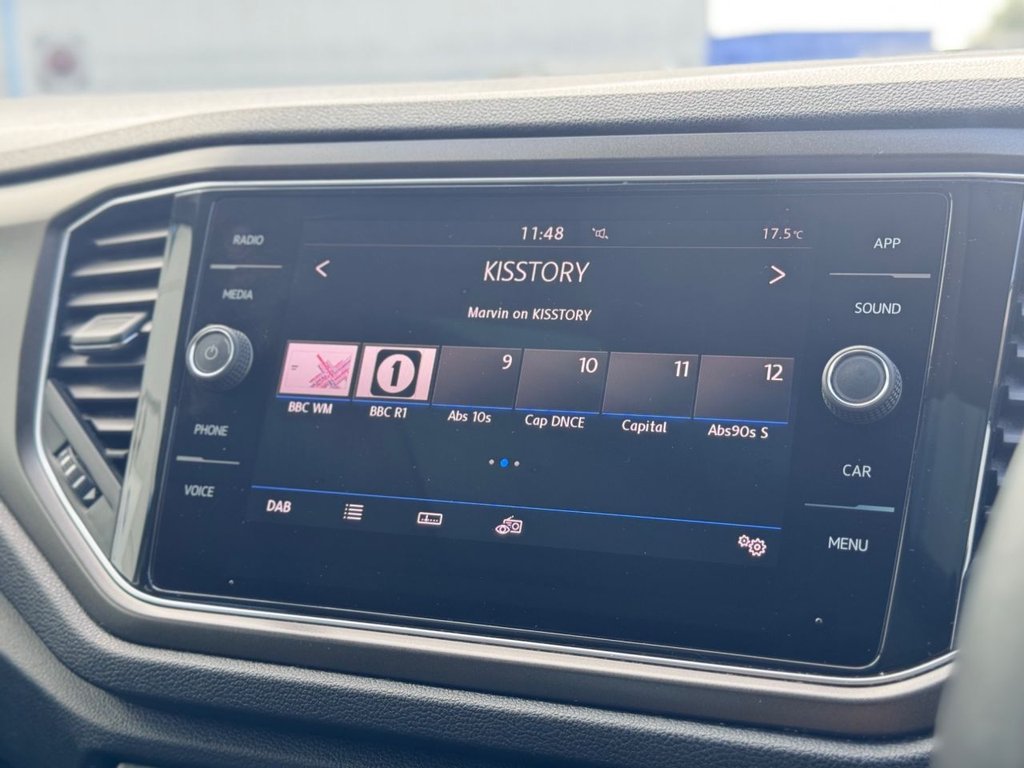 11:48
17.5°C
RADIO
MEDIA
PHONE
VOICE
< KISSTORY >
Marvin on KISSTORY
1
9
10
11
12
BBC WM
BBC R1
Abs 10s
Cap DNCE
Capital
Abs90s S
DAB
APP
SOUND
CAR
MENU